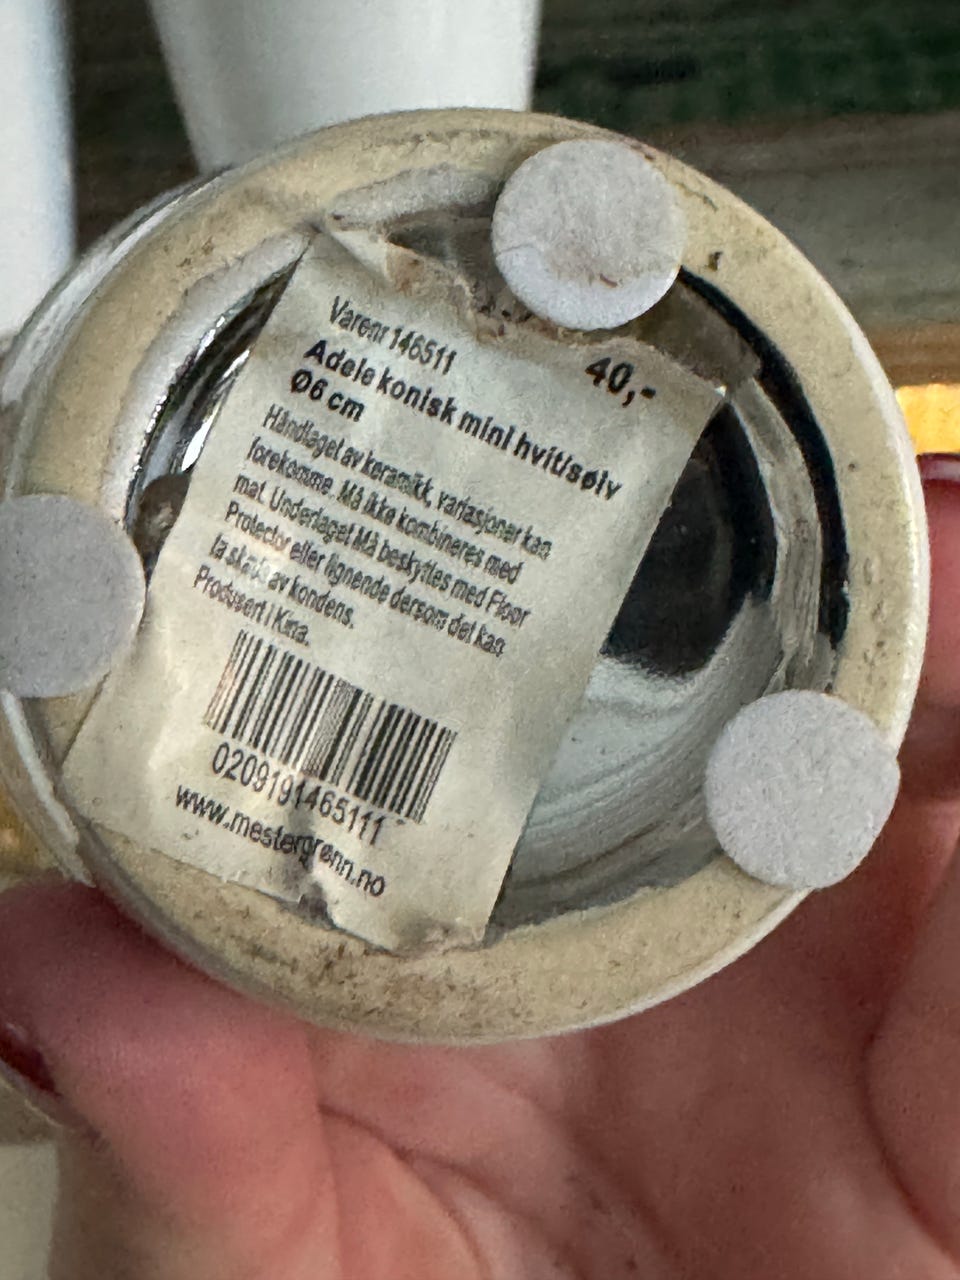 Varenr 146511
40,-
Adele konisk mini hvit/sølv
Ø6 cm
Håndlaget av keramikk, variasjoner kan
forekomme. Må ikke kombineres med
mat. Underlaget Må beskyttes med Floor
Protector eller lignende dersom det kan
ta skade av kondens.
Produsert i Kina.
0209191465111
www.mestergrønn.no